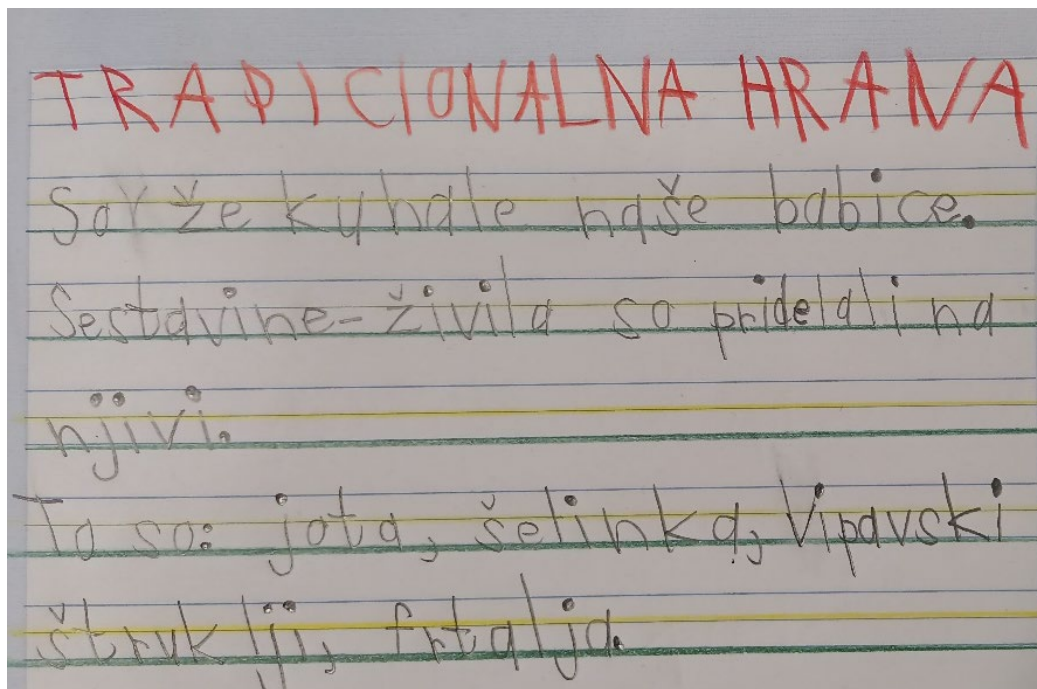 TRADICIONALNA HRANA
So že kuhale naše babice.
Sestavine-živila so pridelali na
njivi.
To so: jota, šelinka, Vipavski
štruklji, frtalja.